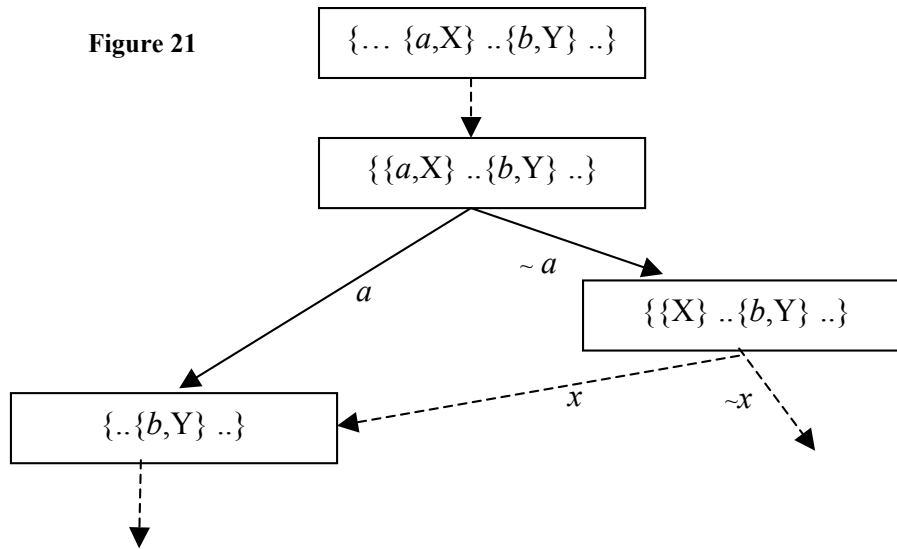 Figure 21
{… {a,X} ..{b,Y} ..}
{{a,X} ..{b,Y} ..}
a
~ a
{{X} ..{b,Y} ..}
x
~x
{..{b,Y} ..}